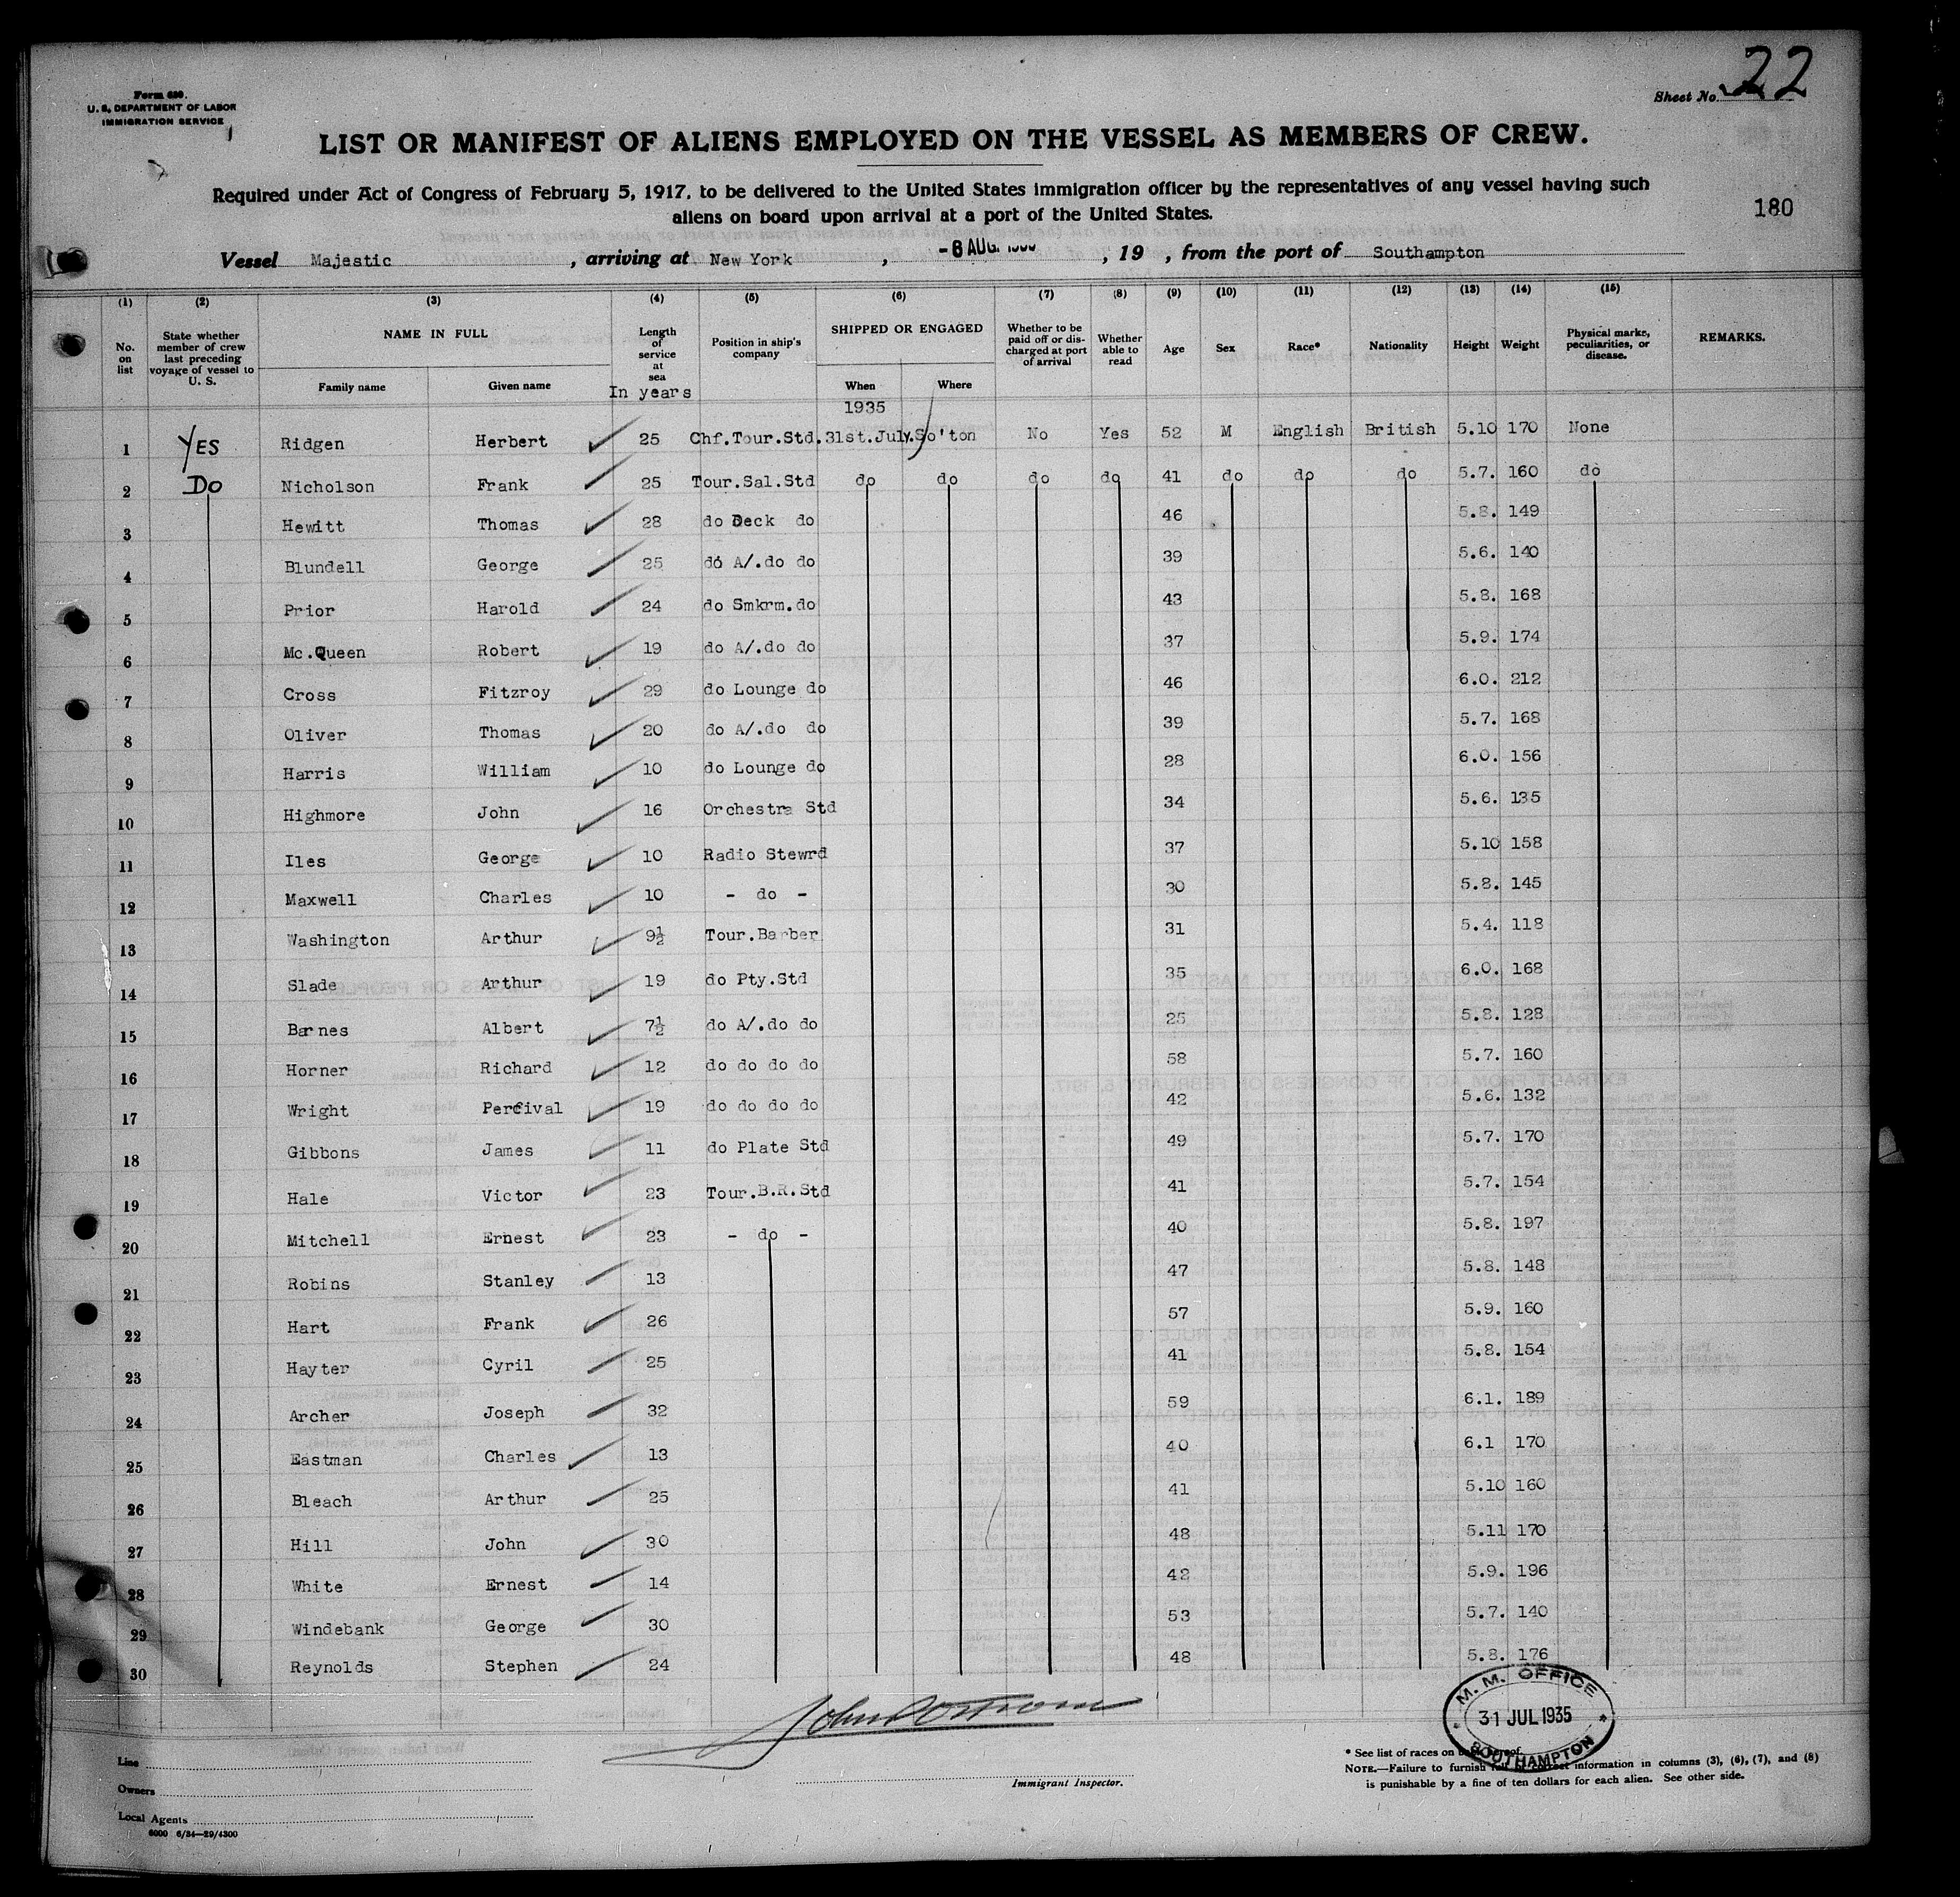 Form 689.
U. S. DEPARTMENT OF LABOR
IMMIGRATION SERVICE
Sheet No. 22
LIST OR MANIFEST OF ALIENS EMPLOYED ON THE VESSEL AS MEMBERS OF CREW.
Required under Act of Congress of February 5, 1917, to be delivered to the United States immigration officer by the representatives of any vessel having such
aliens on board upon arrival at a port of the United States.
180
Vessel Majestic, arriving at New York, -6 AUG. , 19 , from the port of Southampton
(1) (2) (3) (4) (5) (6) (7) (8) (9) (10) (11) (12) (13) (14) (15)
No. on list
State whether member of crew last preceding voyage of vessel to U. S.
NAME IN FULL
Family name Given name
Length of service at sea
In years
Position in ship's company
SHIPPED OR ENGAGED
When Where
Whether to be paid off or discharged at port of arrival
Whether able to read
Age Sex Race* Nationality Height Weight
Physical marks, peculiarities, or disease.
REMARKS.
1935
1 YES Ridgen Herbert 25 Chf.Tour.Std. 31st.July. So'ton No Yes 52 M English British 5.10 170 None
2 Do Nicholson Frank 25 Tour.Sal.Std do do do do 41 do do do 5.7. 160 do
3 Hewitt Thomas 28 do Deck do 46 5.8. 149
4 Blundell George 25 do A/.do do 39 5.6. 140
5 Prior Harold 24 do Smkrm.do 43 5.8. 168
6 Mc.Queen Robert 19 do A/.do do 37 5.9. 174
7 Cross Fitzroy 29 do Lounge do 46 6.0. 212
8 Oliver Thomas 20 do A/.do do 39 5.7. 168
9 Harris William 10 do Lounge do 28 6.0. 156
10 Highmore John 16 Orchestra Std 34 5.6. 135
11 Iles George 10 Radio Stewrd 37 5.10 158
12 Maxwell Charles 10 - do - 30 5.8. 145
13 Washington Arthur 9½ Tour.Barber 31 5.4. 118
14 Slade Arthur 19 do Pty.Std 35 6.0. 168
15 Barnes Albert 7½ do A/.do do 25 5.8. 128
16 Horner Richard 12 do do do do 58 5.7. 160
17 Wright Percival 19 do do do do 42 5.6. 132
18 Gibbons James 11 do Plate Std 49 5.7. 170
19 Hale Victor 23 Tour.B.R.Std 41 5.7. 154
20 Mitchell Ernest 23 - do - 40 5.8. 197
21 Robins Stanley 13 47 5.8. 148
22 Hart Frank 26 57 5.9. 160
23 Hayter Cyril 25 41 5.8. 154
24 Archer Joseph 32 59 6.1. 189
25 Eastman Charles 13 40 6.1 170
26 Bleach Arthur 25 41 5.10 160
27 Hill John 30 48 5.11 170
28 White Ernest 14 42 5.9. 196
29 Windebank George 30 53 5.7. 140
30 Reynolds Stephen 24 48 5.8. 176
M. M. OFFICE
31 JUL 1935
SOUTHAMPTON
Line
Owners
Local Agents
6000 6/34—29/4300
Immigrant Inspector.
* See list of races on back hereof.
NOTE.—Failure to furnish full or correct information in columns (3), (6), (7), and (8)
is punishable by a fine of ten dollars for each alien. See other side.